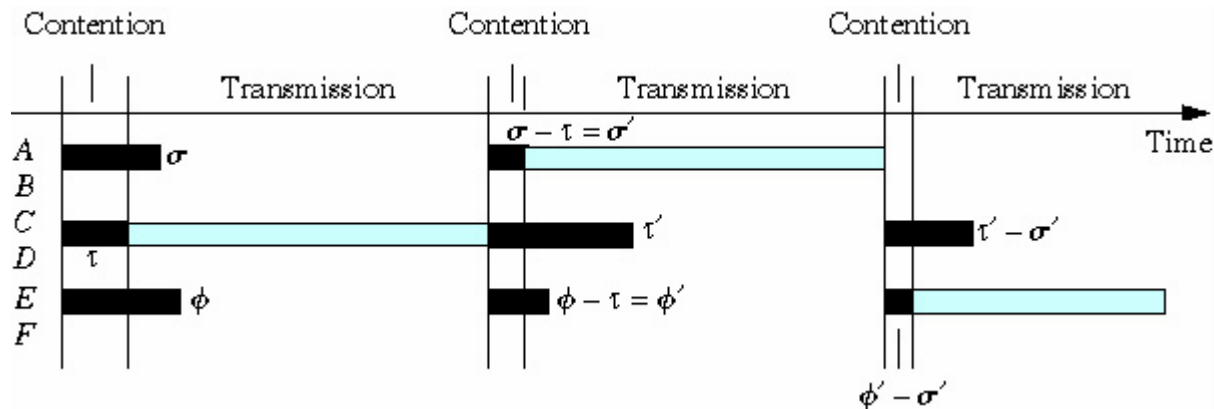 Contention Contention Contention
Transmission Transmission Transmission
Time
σ − τ = σ′
A σ
B
C τ′ τ′ − σ′
D τ
E ϕ ϕ − τ = ϕ′
F
ϕ′ − σ′